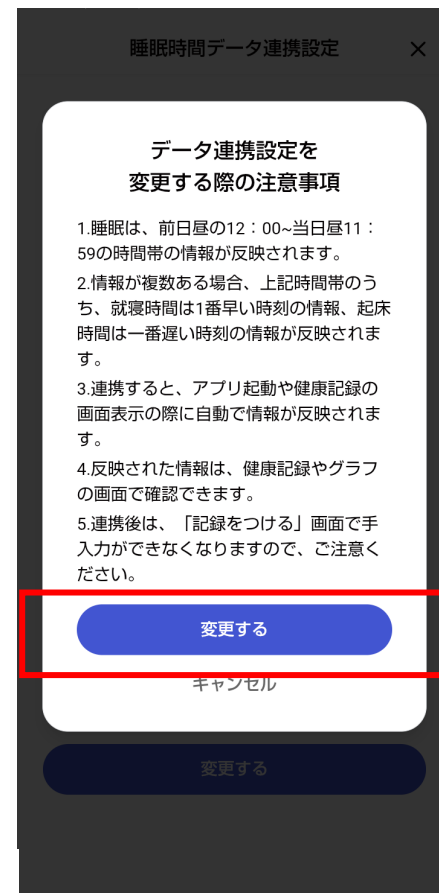 睡眠時間データ連携設定 ×
データ連携設定を
変更する際の注意事項
1.睡眠は、前日昼の12：00~当日昼11：
59の時間帯の情報が反映されます。
2.情報が複数ある場合、上記時間帯のう
ち、就寝時間は1番早い時刻の情報、起床
時間は一番遅い時刻の情報が反映されま
す。
3.連携すると、アプリ起動や健康記録の
画面表示の際に自動で情報が反映されま
す。
4.反映された情報は、健康記録やグラフ
の画面で確認できます。
5.連携後は、「記録をつける」画面で手
入力ができなくなりますので、ご注意く
ださい。
変更する
キャンセル
変更する